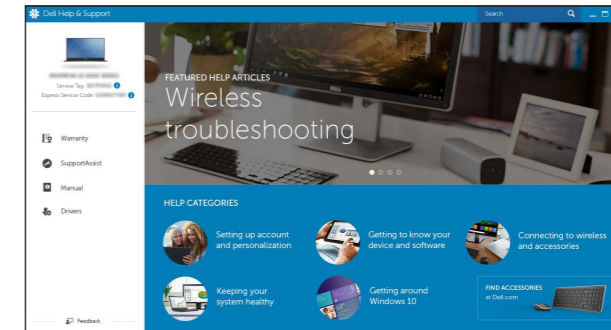 Dell Help & Support
Search
Service Tag:
Express Service Code:
Warranty
SupportAssist
Manual
Drivers
Feedback
FEATURED HELP ARTICLES
Wireless
troubleshooting
HELP CATEGORIES
Setting up account
and personalization
Getting to know your
device and software
Connecting to wireless
and accessories
Keeping your
system healthy
Getting around
Windows 10
FIND ACCESSORIES
at Dell.com